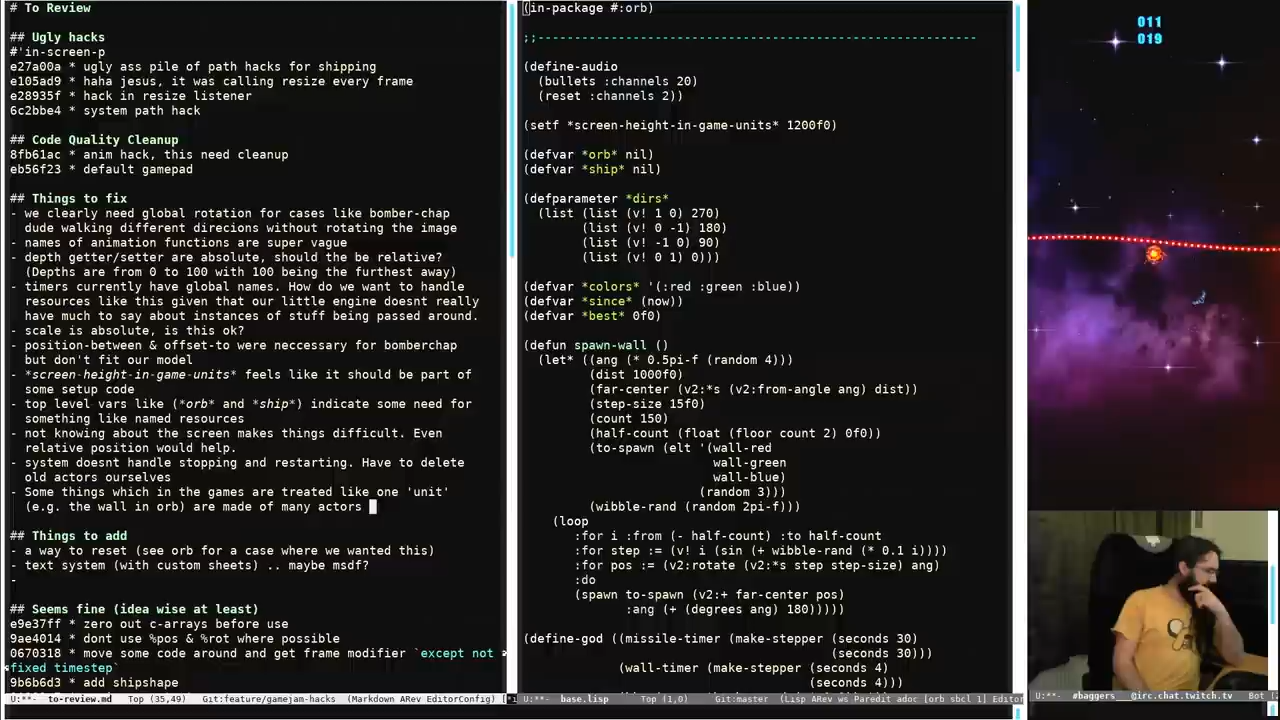 # To Review
## Ugly hacks
#'in-screen-p
e27a00a * ugly ass pile of path hacks for shipping
e105ad9 * haha jesus, it was calling resize every frame
e28935f * hack in resize listener
6c2bbe4 * system path hack
## Code Quality Cleanup
8fb61ac * anim hack, this need cleanup
eb56f23 * default gamepad
## Things to fix
- we clearly need global rotation for cases like bomber-chap
dude walking different direcions without rotating the image
- names of animation functions are super vague
- depth getter/setter are absolute, should the be relative?
(Depths are from 0 to 100 with 100 being the furthest away)
- timers currently have global names. How do we want to handle
resources like this given that our little engine doesnt really
have much to say about instances of stuff being passed around.
- scale is absolute, is this ok?
- position-between & offset-to were neccessary for bomberchap
but don't fit our model
- *screen-height-in-game-units* feels like it should be part of
some setup code
- top level vars like (*orb* and *ship*) indicate some need for
something like named resources
- not knowing about the screen makes things difficult. Even
relative position would help.
- system doesnt handle stopping and restarting. Have to delete
old actors ourselves
- Some things which in the games are treated like one 'unit'
(e.g. the wall in orb) are made of many actors
## Things to add
- a way to reset (see orb for a case where we wanted this)
- text system (with custom sheets) .. maybe msdf?
-
## Seems fine (idea wise at least)
e9e37ff * zero out c-arrays before use
9ae4014 * dont use %pos & %rot where possible
0670318 * move some code around and get frame modifier `except not
fixed timestep`
9b6b6d3 * add shipshape
U:**- to-review.md Top (35,49) Git:feature/gamejam-hacks (Markdown ARev EditorConfig) [
(in-package #:orb)
;;------------------------------------------------------------
(define-audio
(bullets :channels 20)
(reset :channels 2))
(setf *screen-height-in-game-units* 1200f0)
(defvar *orb* nil)
(defvar *ship* nil)
(defparameter *dirs*
(list (list (v! 1 0) 270)
(list (v! 0 -1) 180)
(list (v! -1 0) 90)
(list (v! 0 1) 0)))
(defvar *colors* '(:red :green :blue))
(defvar *since* (now))
(defvar *best* 0f0)
(defun spawn-wall ()
(let* ((ang (* 0.5pi-f (random 4)))
(dist 1000f0)
(far-center (v2:*s (v2:from-angle ang) dist))
(step-size 15f0)
(count 150)
(half-count (float (floor count 2) 0f0))
(to-spawn (elt '(wall-red
wall-green
wall-blue)
(random 3)))
(wibble-rand (random 2pi-f)))
(loop
:for i :from (- half-count) :to half-count
:for step := (v! i (sin (+ wibble-rand (* 0.1 i))))
:for pos := (v2:rotate (v2:*s step step-size) ang)
:do
(spawn to-spawn (v2:+ far-center pos)
:ang (+ (degrees ang) 180)))))
(define-god ((missile-timer (make-stepper (seconds 30)
(seconds 30)))
(wall-timer (make-stepper (seconds 4)
(seconds 4)))
U:**- base.lisp Top (1,0) Git:master (Lisp ARev ws Paredit adoc [orb sbcl 1]
011
019
U:**- #baggers_ @irc.chat.twitch.tv Bot